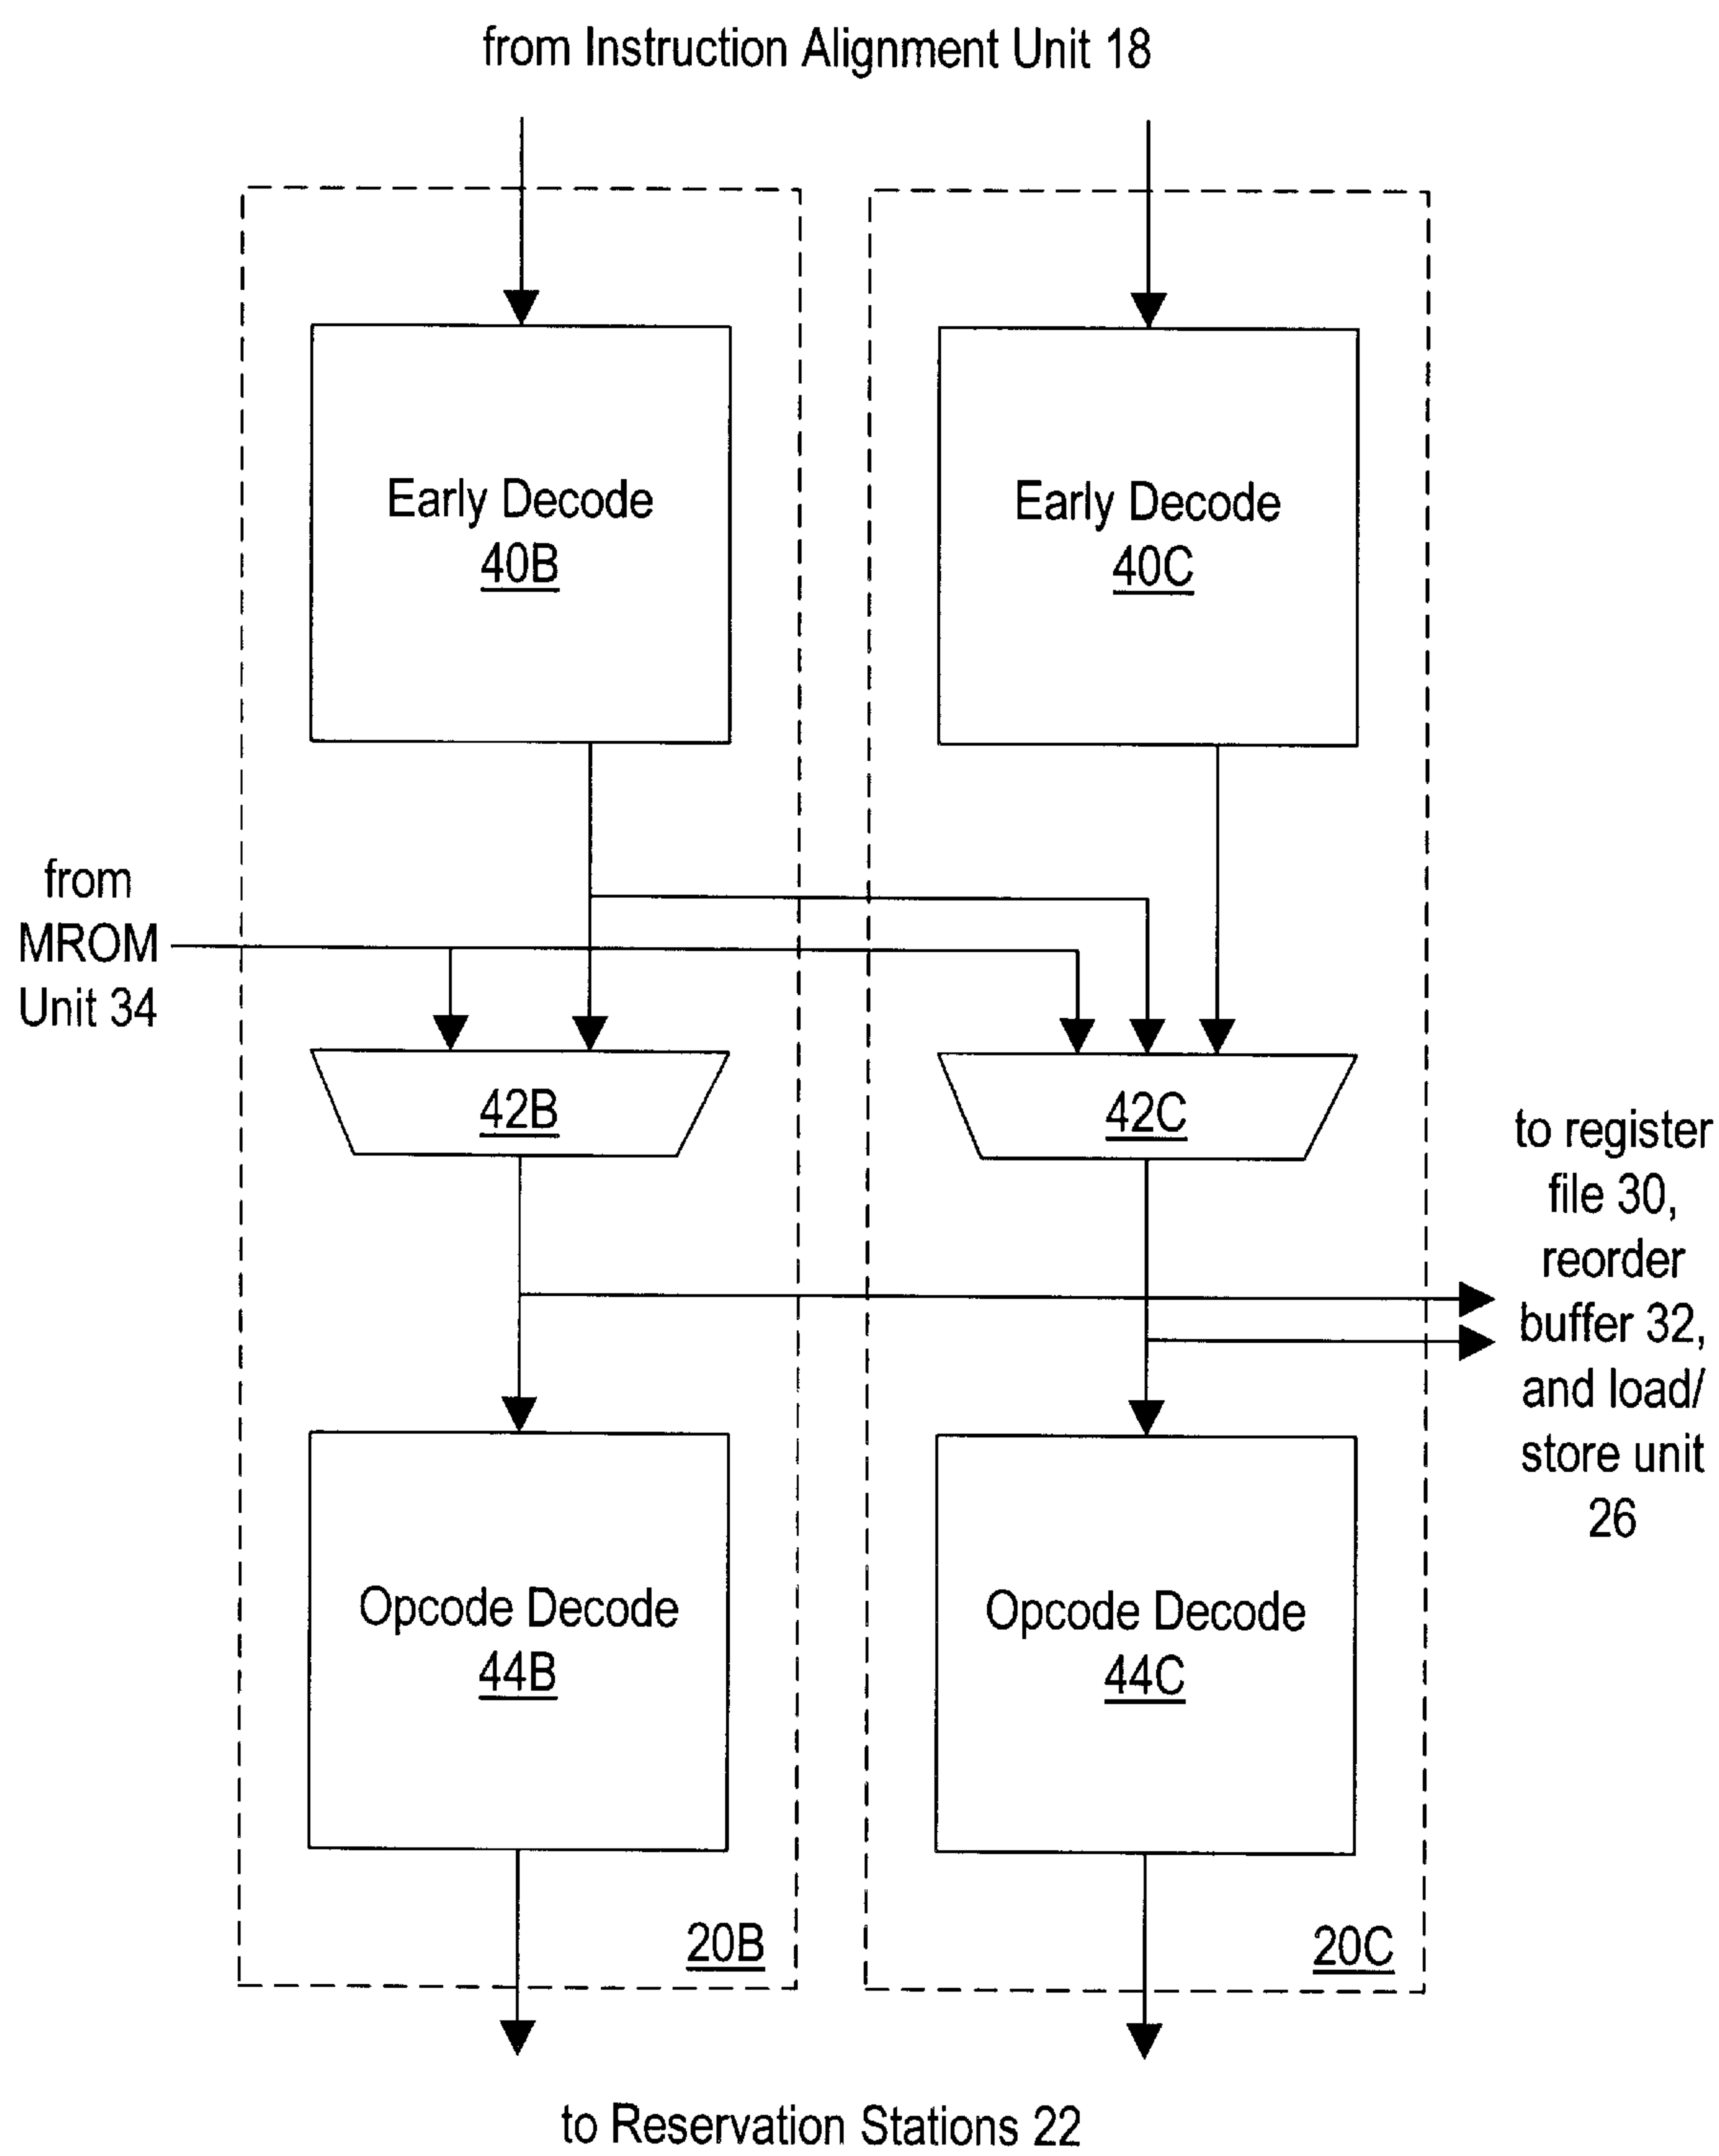 from Instruction Alignment Unit 18
Early Decode
40B
Early Decode
40C
from
MROM
Unit 34
42B
42C
to register
file 30,
reorder
buffer 32,
and load/
store unit
26
Opcode Decode
44B
Opcode Decode
44C
20B
20C
to Reservation Stations 22